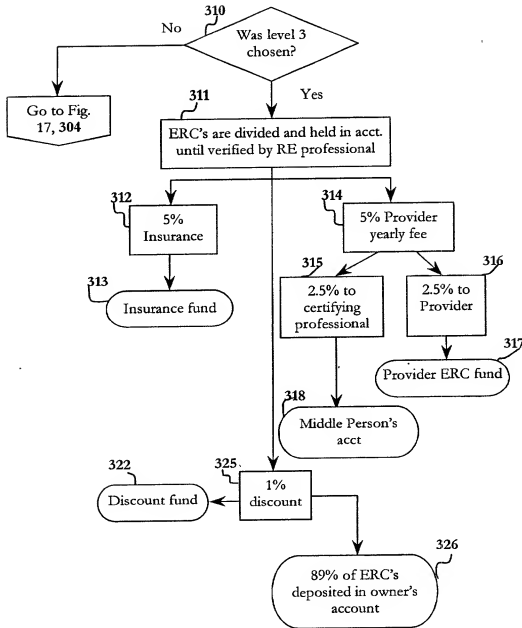 310
No
Was level 3
chosen?
Go to Fig.
17, 304
Yes
311
ERC's are divided and held in acct.
until verified by RE professional
312
5%
Insurance
314
5% Provider
yearly fee
313
Insurance fund
315
2.5% to
certifying
professional
316
2.5% to
Provider
317
Provider ERC fund
318
Middle Person's
acct
322
Discount fund
325
1%
discount
326
89% of ERC's
deposited in owner's
account